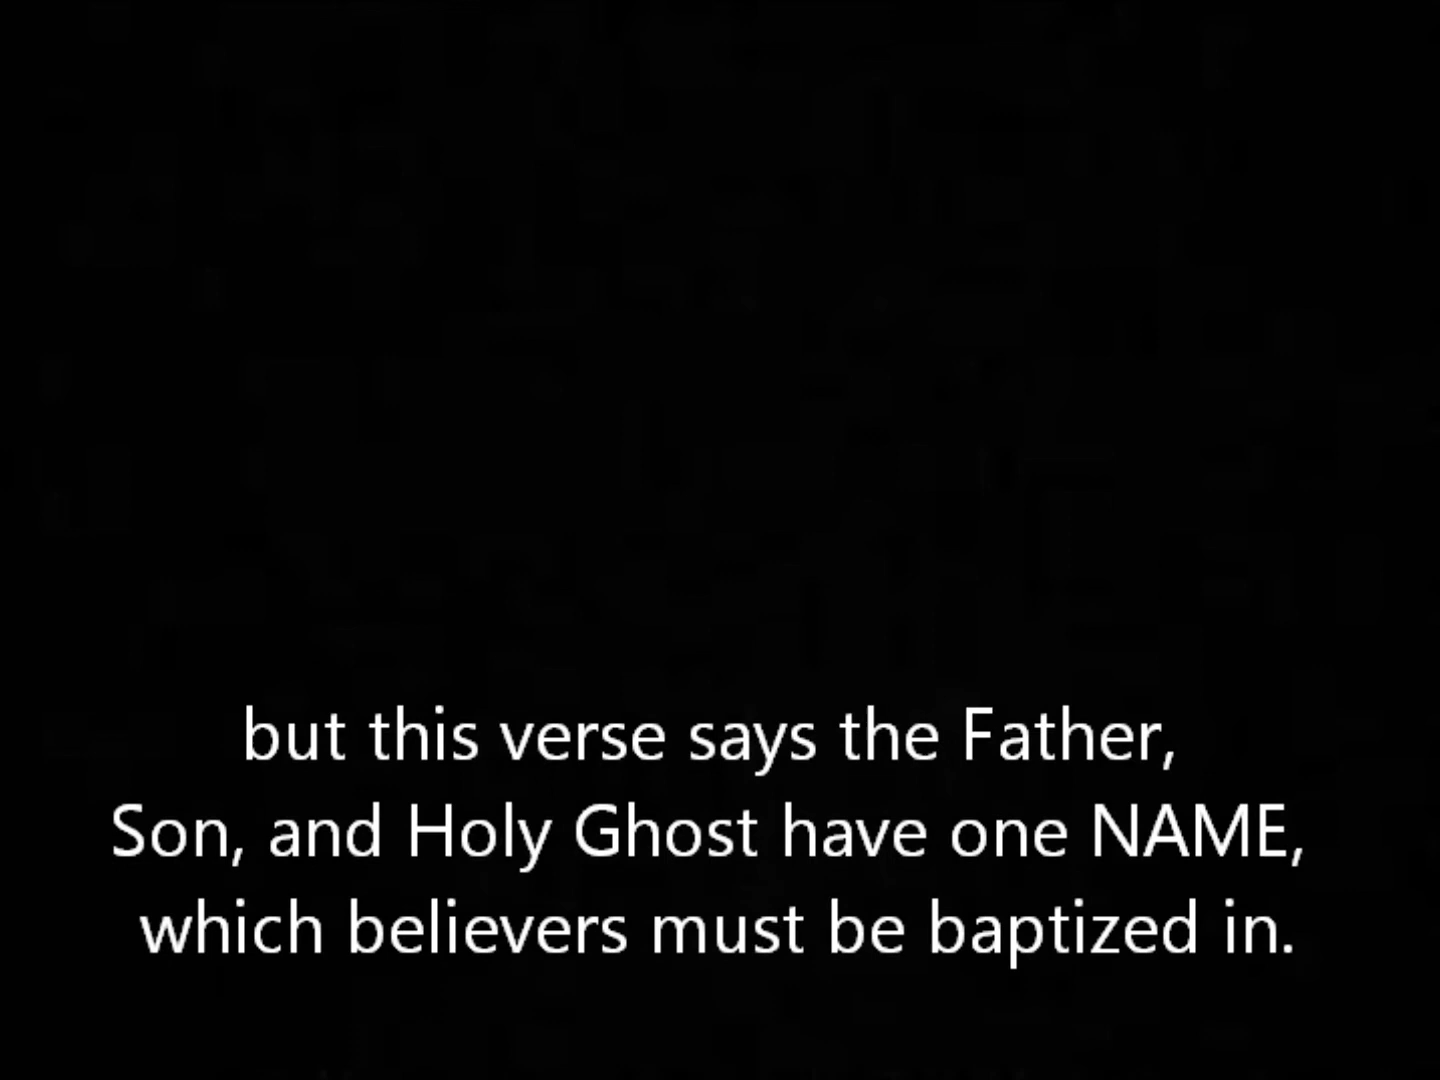 but this verse says the Father,
Son, and Holy Ghost have one NAME,
which believers must be baptized in.